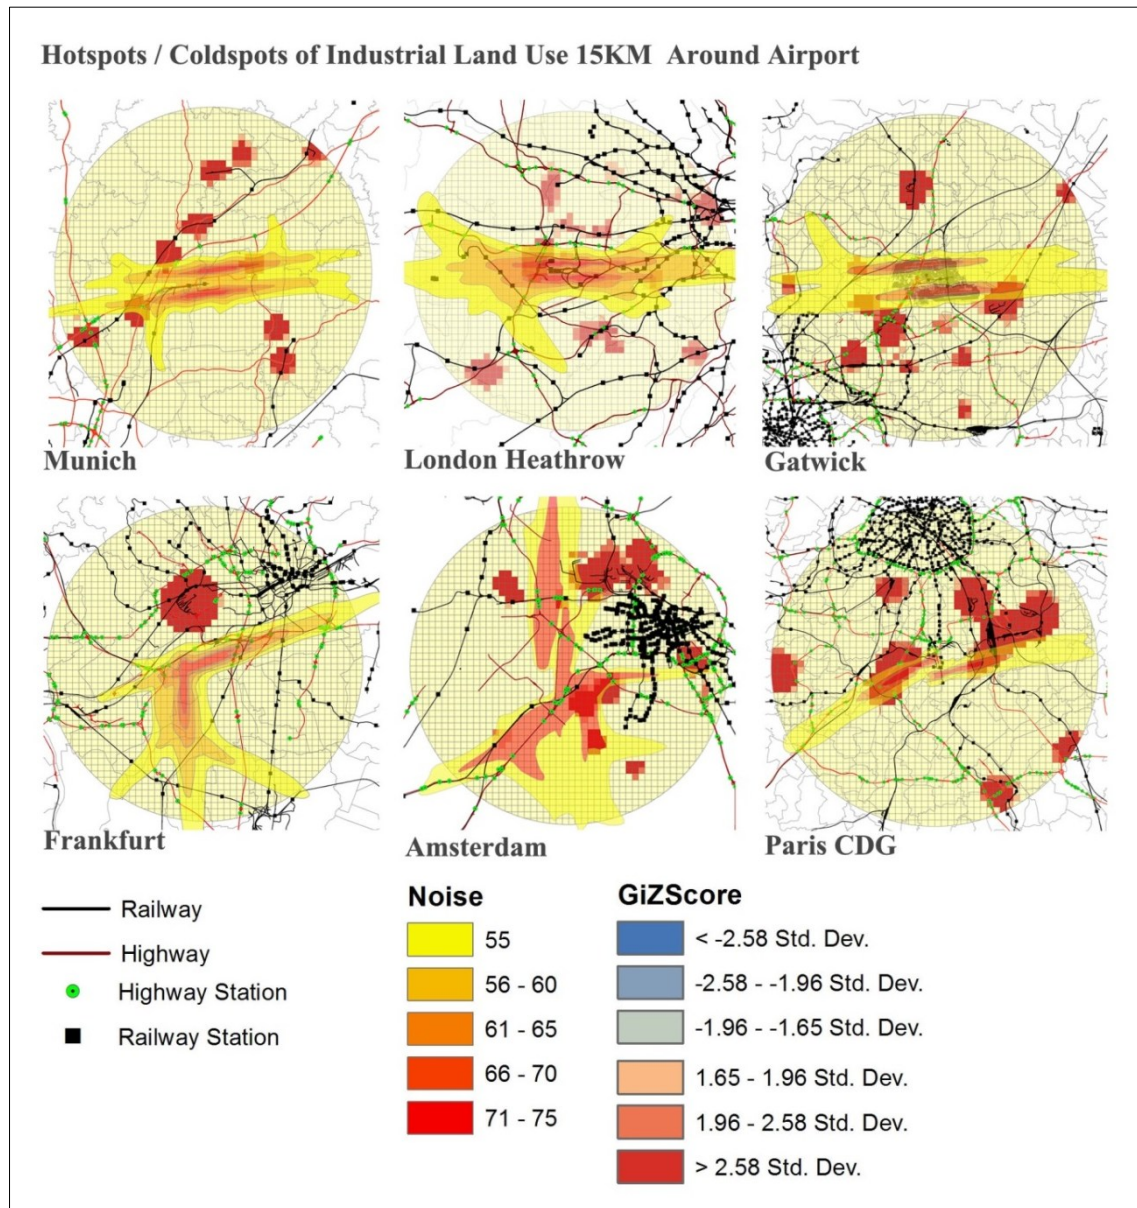 Hotspots / Coldspots of Industrial Land Use 15KM Around Airport
Munich
London Heathrow
Gatwick
Frankfurt
Amsterdam
Paris CDG
Railway
Highway
Highway Station
Railway Station
Noise
55
56 - 60
61 - 65
66 - 70
71 - 75
GiZScore
< -2.58 Std. Dev.
-2.58 - -1.96 Std. Dev.
-1.96 - -1.65 Std. Dev.
1.65 - 1.96 Std. Dev.
1.96 - 2.58 Std. Dev.
> 2.58 Std. Dev.